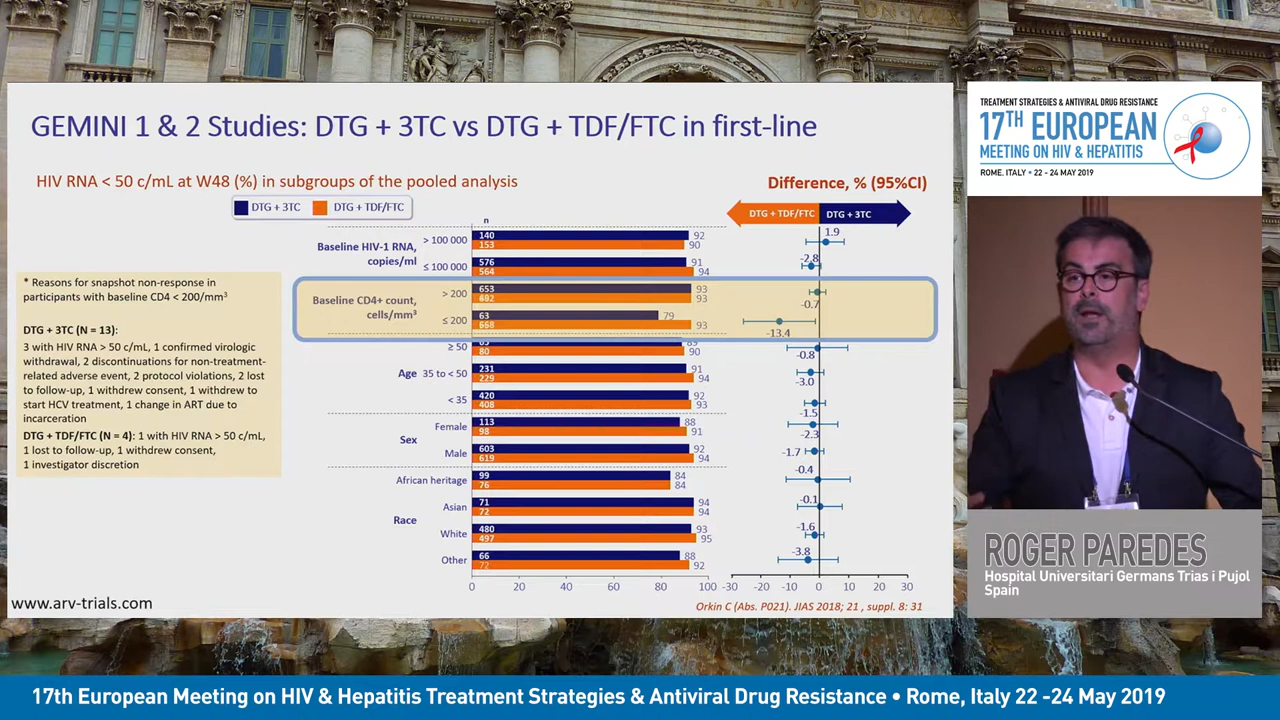 GEMINI 1 & 2 Studies: DTG + 3TC vs DTG + TDF/FTC in first-line
HIV RNA < 50 c/mL at W48 (%) in subgroups of the pooled analysis
Difference, % (95%CI)
DTG + 3TC
DTG + TDF/FTC
DTG + TDF/FTC
DTG + 3TC
n
Baseline HIV-1 RNA,
copies/ml
> 100 000
140
92
1.9
153
90
≤ 100 000
576
91
-2.8
564
94
Baseline CD4+ count,
cells/mm³
> 200
653
93
-0.7
692
93
≤ 200
63
79
-13.4
668
93
≥ 50
65
89
-0.8
80
90
Age
35 to < 50
231
91
-3.0
229
94
< 35
420
92
-1.5
408
93
Sex
Female
113
88
-2.3
98
91
Male
603
92
-1.7
619
94
Race
African heritage
99
84
-0.4
76
84
Asian
71
94
-0.1
72
94
White
480
93
-1.6
497
95
Other
66
88
-3.8
72
92
0 20 40 60 80 100
-30 -20 -10 0 10 20 30
* Reasons for snapshot non-response in
participants with baseline CD4 < 200/mm³
DTG + 3TC (N = 13):
3 with HIV RNA > 50 c/mL, 1 confirmed virologic
withdrawal, 2 discontinuations for non-treatment-
related adverse event, 2 protocol violations, 2 lost
to follow-up, 1 withdrew consent, 1 withdrew to
start HCV treatment, 1 change in ART due to
incarceration
DTG + TDF/FTC (N = 4): 1 with HIV RNA > 50 c/mL,
1 lost to follow-up, 1 withdrew consent,
1 investigator discretion
www.arv-trials.com
Orkin C (Abs. P021). JIAS 2018; 21 , suppl. 8: 31
TREATMENT STRATEGIES & ANTIVIRAL DRUG RESISTANCE
17TH EUROPEAN
MEETING ON HIV & HEPATITIS
ROME, ITALY • 22 - 24 MAY 2019
ROGER PAREDES
Hospital Universitari Germans Trias i Pujol
Spain
17th European Meeting on HIV & Hepatitis Treatment Strategies & Antiviral Drug Resistance • Rome, Italy 22 -24 May 2019